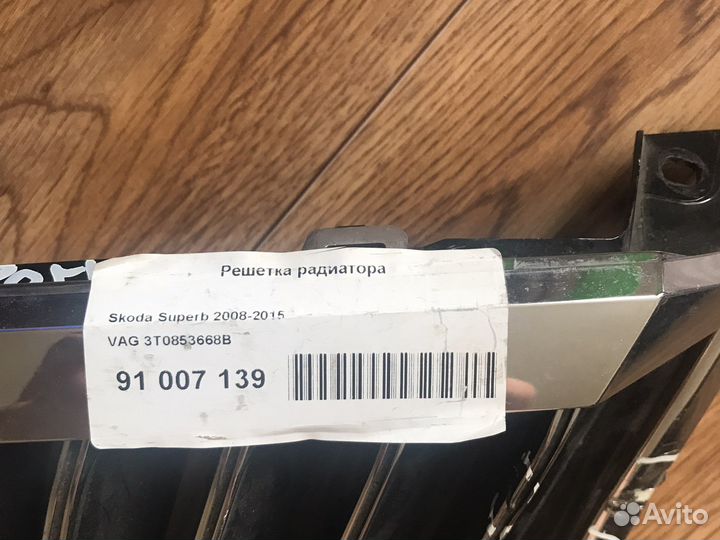 Решетка радиатора
Skoda Superb 2008-2015
VAG 3T0853668B
91 007 139
Avito